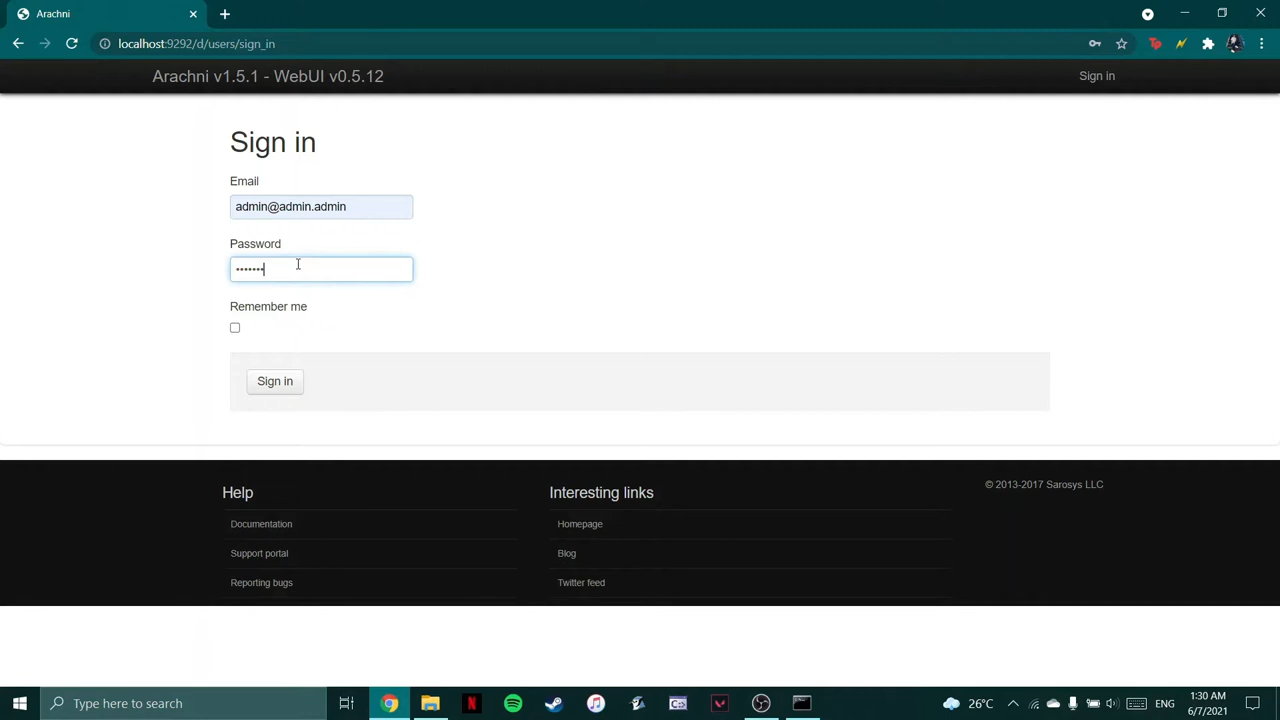 Arachni
localhost:9292/d/users/sign_in
Arachni v1.5.1 - WebUI v0.5.12
Sign in
Sign in
Email
admin@admin.admin
Password
•••••••
Remember me
Sign in
Help
Interesting links
© 2013-2017 Sarosys LLC
Documentation
Homepage
Support portal
Blog
Reporting bugs
Twitter feed
Type here to search
26°C
ENG
1:30 AM
6/7/2021